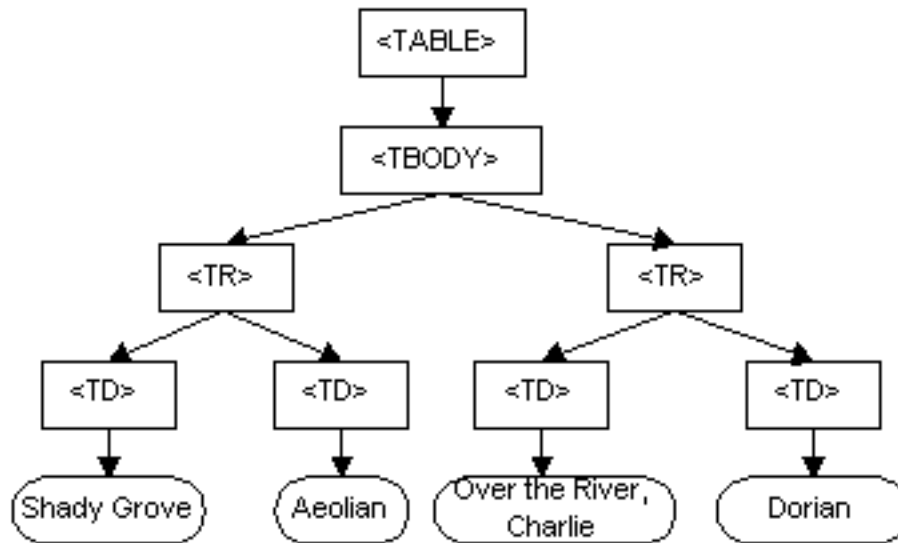 <TABLE>
<TBODY>
<TR>
<TR>
<TD>
<TD>
<TD>
<TD>
Shady Grove
Aeolian
Over the River,
Charlie
Dorian